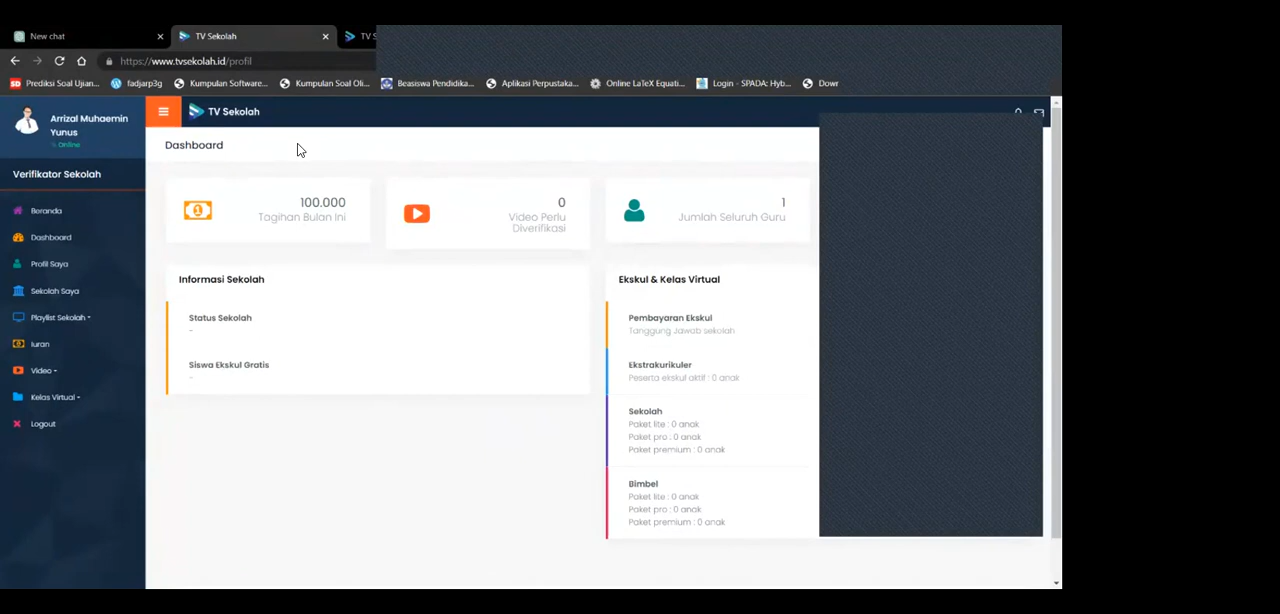 New chat
TV Sekolah
TV S
https://www.tvsekolah.id/profil
Prediksi Soal Ujian...
fadjarp3g
Kumpulan Software...
Kumpulan Soal Oli...
Beasiswa Pendidika...
Aplikasi Perpustaka...
Online LaTeX Equati...
Login - SPADA: Hyb...
Dowr
Arrizal Muhaemin
Yunus
Online
TV Sekolah
Verifikator Sekolah
Beranda
Dashboard
Profil Saya
Sekolah Saya
Playlist Sekolah
Iuran
Video
Kelas Virtual
Logout
Dashboard
100.000
Tagihan Bulan Ini
0
Video Perlu
Diverifikasi
1
Jumlah Seluruh Guru
Informasi Sekolah
Status Sekolah
-
Siswa Ekskul Gratis
-
Ekskul & Kelas Virtual
Pembayaran Ekskul
Tanggung Jawab sekolah
Ekstrakurikuler
Peserta ekskul aktif : 0 anak
Sekolah
Paket lite : 0 anak
Paket pro : 0 anak
Paket premium : 0 anak
Bimbel
Paket lite : 0 anak
Paket pro : 0 anak
Paket premium : 0 anak